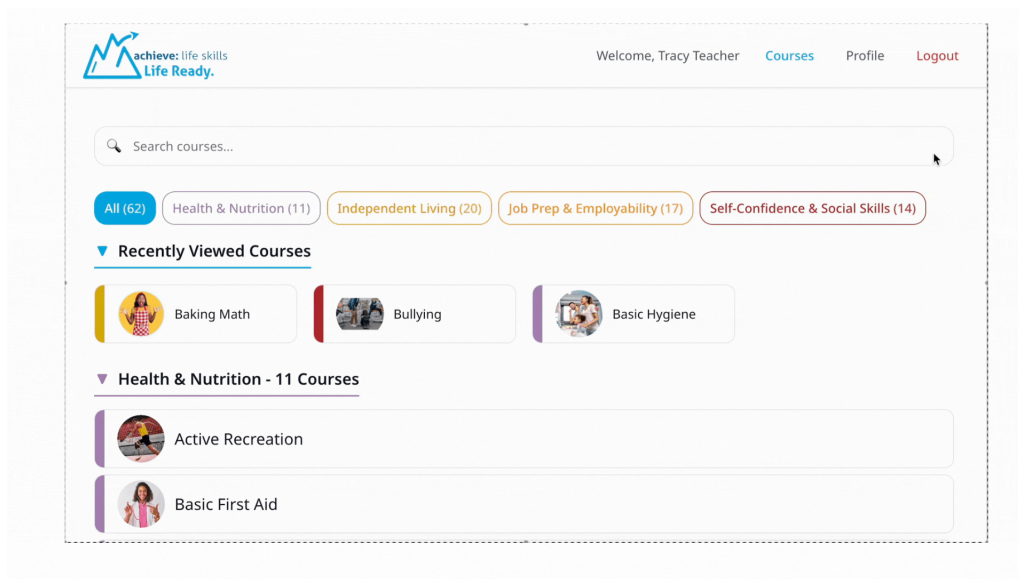 achieve: life skills
Life Ready.
Welcome, Tracy Teacher Courses Profile Logout
Search courses...
All (62) Health & Nutrition (11) Independent Living (20) Job Prep & Employability (17) Self-Confidence & Social Skills (14)
▼ Recently Viewed Courses
Baking Math Bullying Basic Hygiene
▼ Health & Nutrition - 11 Courses
Active Recreation
Basic First Aid